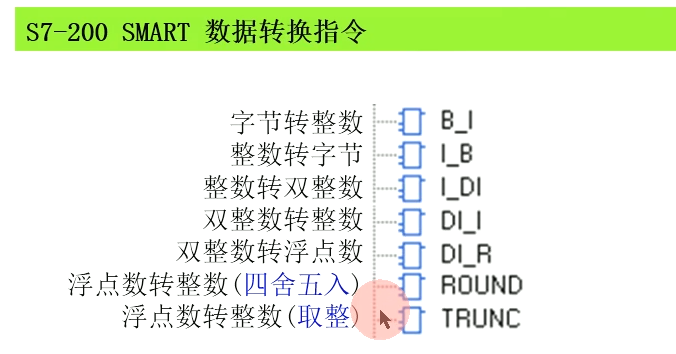 S7-200 SMART 数据转换指令
字节转整数 B_I
整数转字节 I_B
整数转双整数 I_DI
双整数转整数 DI_I
双整数转浮点数 DI_R
浮点数转整数(四舍五入) ROUND
浮点数转整数(取整) TRUNC